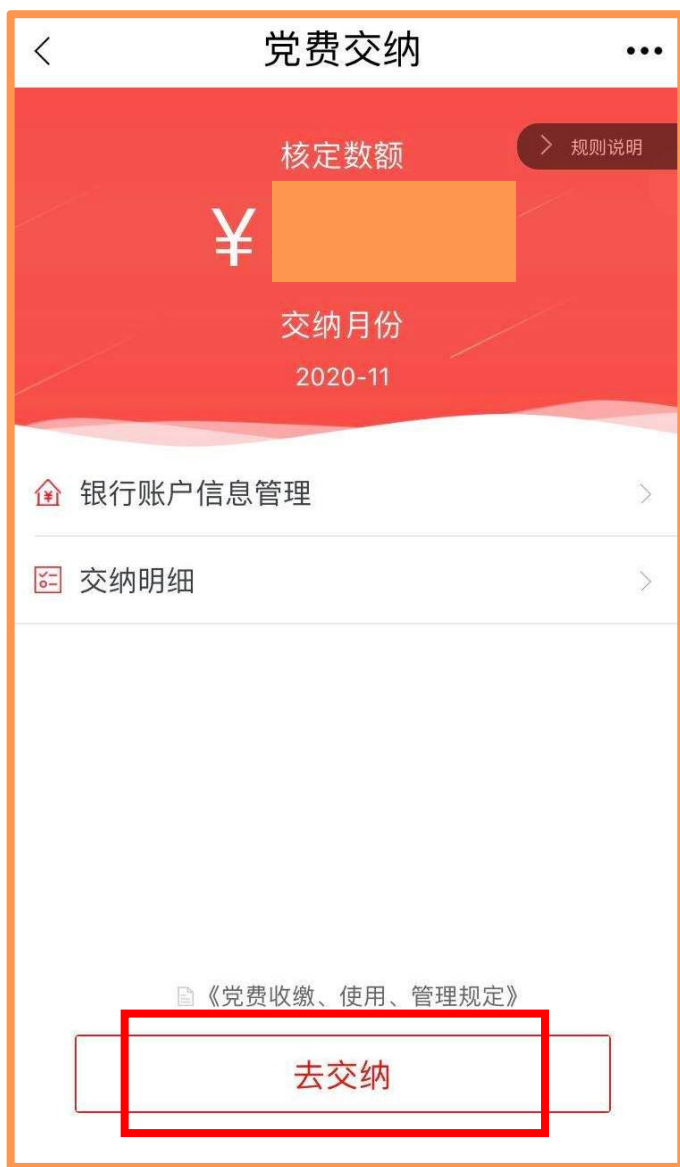 党费交纳
核定数额
规则说明
¥
交纳月份
2020-11
银行账户信息管理
交纳明细
《党费收缴、使用、管理规定》
去交纳